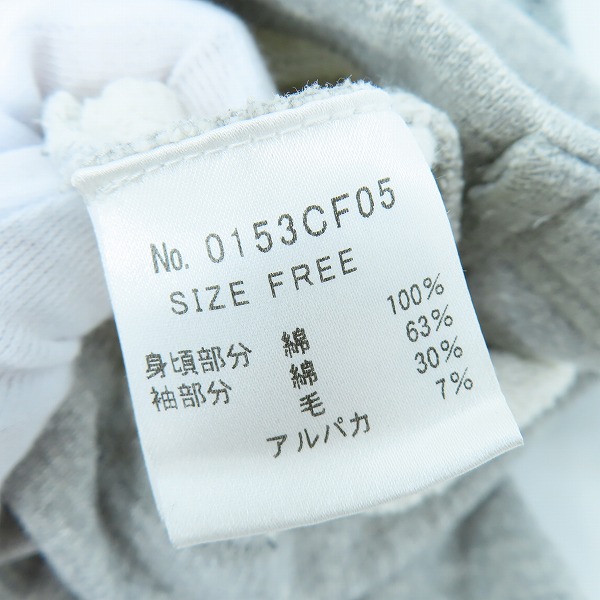 No. 0153CF05
SIZE FREE
身頃部分 綿 100%
袖部分 綿 63%
毛 30%
アルパカ 7%